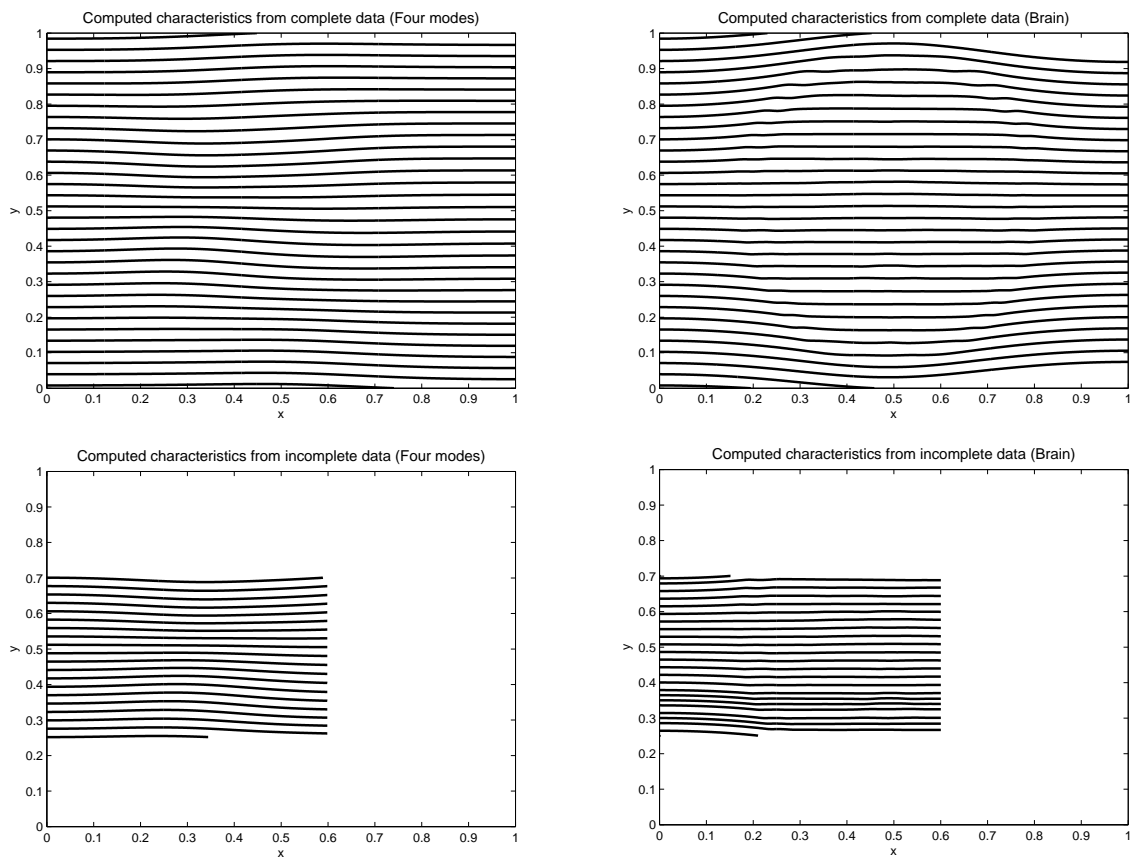 Computed characteristics from complete data (Four modes)
1
0.9
0.8
0.7
0.6
0.5
0.4
0.3
0.2
0.1
0
y
0 0.1 0.2 0.3 0.4 0.5 0.6 0.7 0.8 0.9 1
x
Computed characteristics from complete data (Brain)
1
0.9
0.8
0.7
0.6
0.5
0.4
0.3
0.2
0.1
0
y
0 0.1 0.2 0.3 0.4 0.5 0.6 0.7 0.8 0.9 1
x
Computed characteristics from incomplete data (Four modes)
1
0.9
0.8
0.7
0.6
0.5
0.4
0.3
0.2
0.1
0
y
0 0.1 0.2 0.3 0.4 0.5 0.6 0.7 0.8 0.9 1
x
Computed characteristics from incomplete data (Brain)
1
0.9
0.8
0.7
0.6
0.5
0.4
0.3
0.2
0.1
0
y
0 0.1 0.2 0.3 0.4 0.5 0.6 0.7 0.8 0.9 1
x